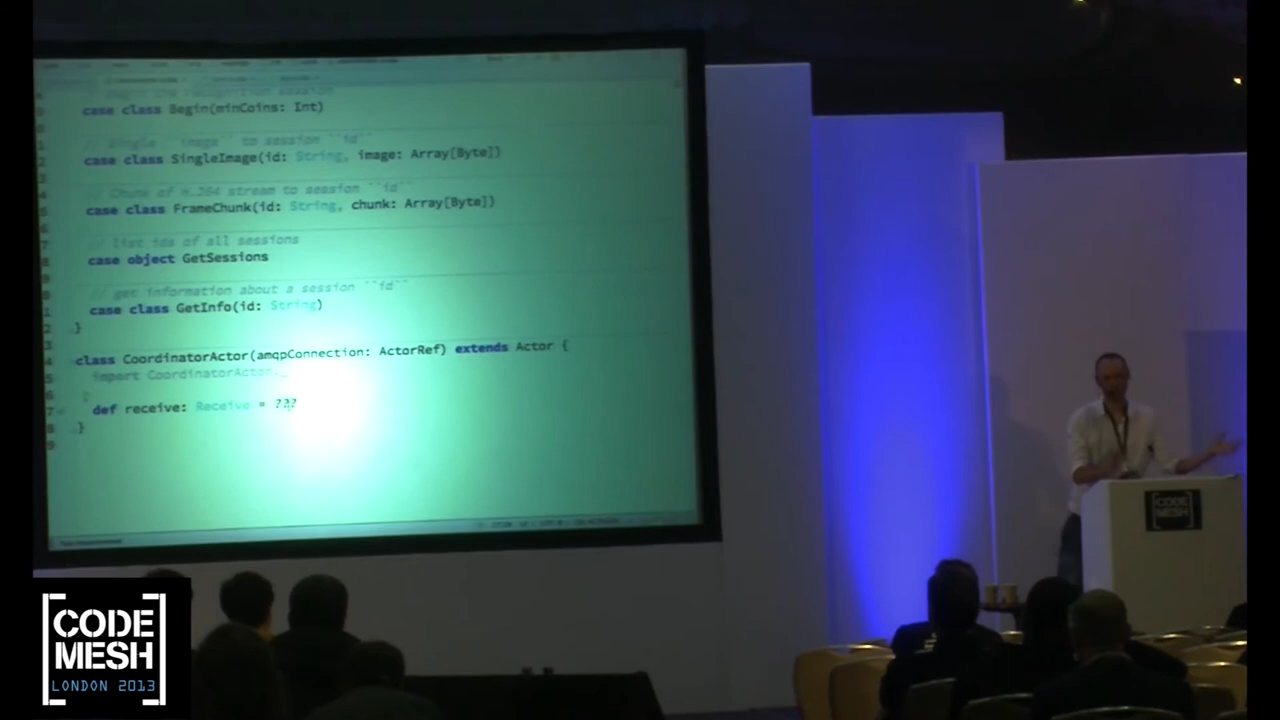 case class Begin(minCoins: Int)
// Single ``image`` to session ``id``
case class SingleImage(id: String, image: Array[Byte])
// Chunk of H.264 stream to session ``id``
case class FrameChunk(id: String, chunk: Array[Byte])
// list ids of all sessions
case object GetSessions
// get information about a session ``id``
case class GetInfo(id: String)
}
class CoordinatorActor(amqpConnection: ActorRef) extends Actor {
import CoordinatorActor._
def receive: Receive = ???
}
[CODE
MESH]
[CODE
MESH]
LONDON 2013